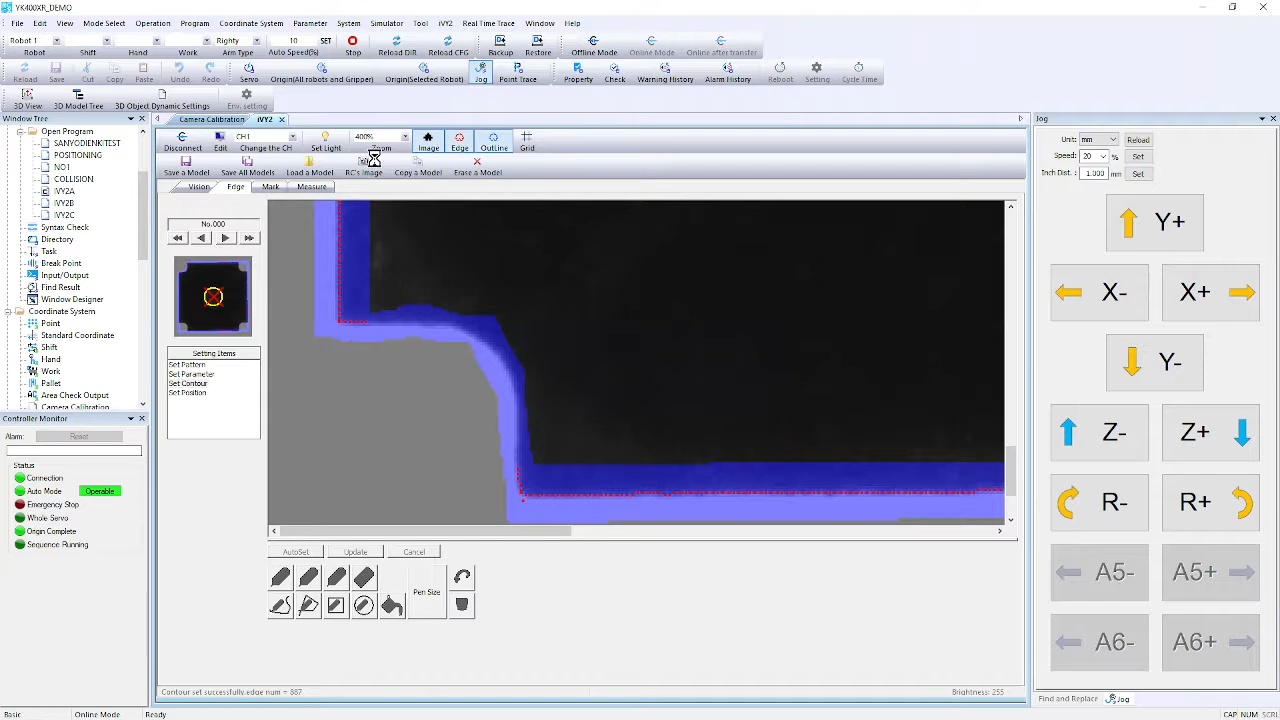 YK400XR_DEMO
File Edit View Mode Select Operation Program Coordinate System Parameter System Simulator Tool iVY2 Real Time Trace Window Help
Robot 1 Righty 10 SET
Robot Shift Hand Work Arm Type Auto Speed(%) Stop Reload DIR Reload CFG Backup Restore Offline Mode Online Mode Online after transfer
Reload Save Cut Copy Paste Undo Redo Servo Origin(All robots and Gripper) Origin(Selected Robot) Jog Point Trace Property Check Warning History Alarm History Reboot Setting Cycle Time
3D View 3D Model Tree 3D Object Dynamic Settings Env. setting
Window Tree
Open Program
SANYODIENKTEST
POSITIONING
NO1
COLLISION
IVY2A
IVY2B
IVY2C
Syntax Check
Directory
Task
Break Point
Input/Output
Find Result
Window Designer
Coordinate System
Point
Standard Coordinate
Shift
Hand
Work
Pallet
Area Check Output
Camera Calibration
Controller Monitor
Alarm: Reset
Status
Connection
Auto Mode Operable
Emergency Stop
Whole Servo
Origin Complete
Sequence Running
Camera Calibration iVY2
CH1 400%
Disconnect Edit Change the CH Set Light Zoom Image Edge OutLine Grid
Save a Model Save All Models Load a Model RC's Image Copy a Model Erase a Model
Vision Edge Mark Measure
No.000
Setting Items
Set Pattern
Set Parameter
Set Contour
Set Position
AutoSet Update Cancel
Pen Size
Contour set successfully.edge num = 887 Brightness: 255
Jog
Unit: mm Reload
Speed: 20 % Set
Inch Dist.: 1.000 mm Set
Y+
X- X+
Y-
Z- Z+
R- R+
A5- A5+
A6- A6+
Find and Replace Jog
Basic Online Mode Ready CAP NUM SCRL